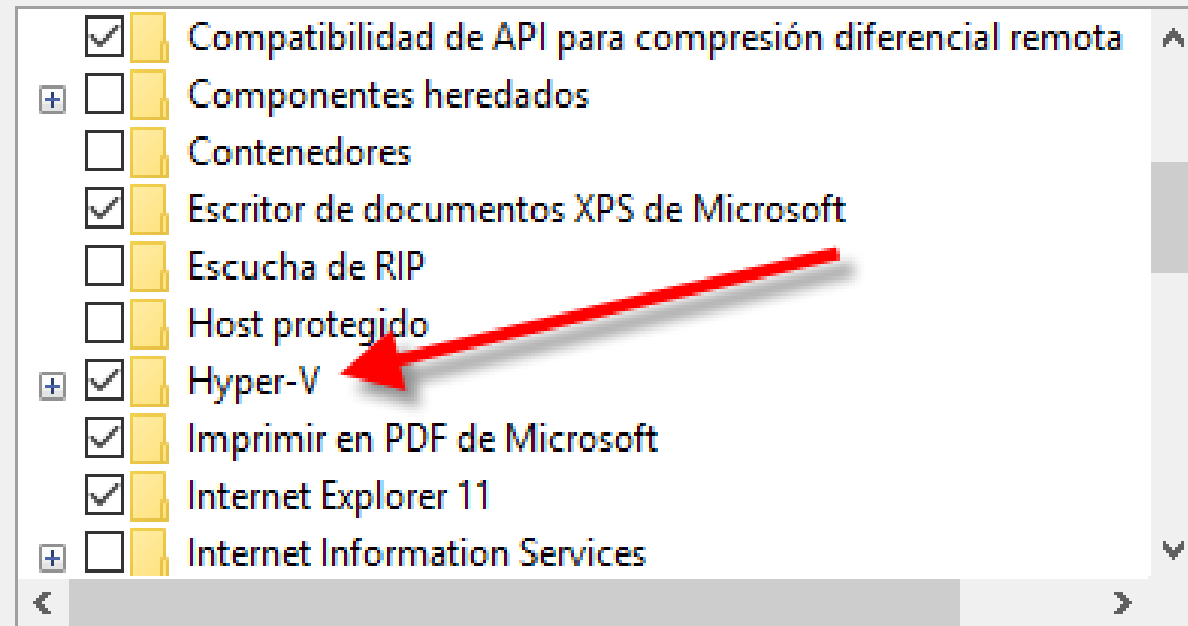 Compatibilidad de API para compresión diferencial remota
Componentes heredados
Contenedores
Escritor de documentos XPS de Microsoft
Escucha de RIP
Host protegido
Hyper-V
Imprimir en PDF de Microsoft
Internet Explorer 11
Internet Information Services